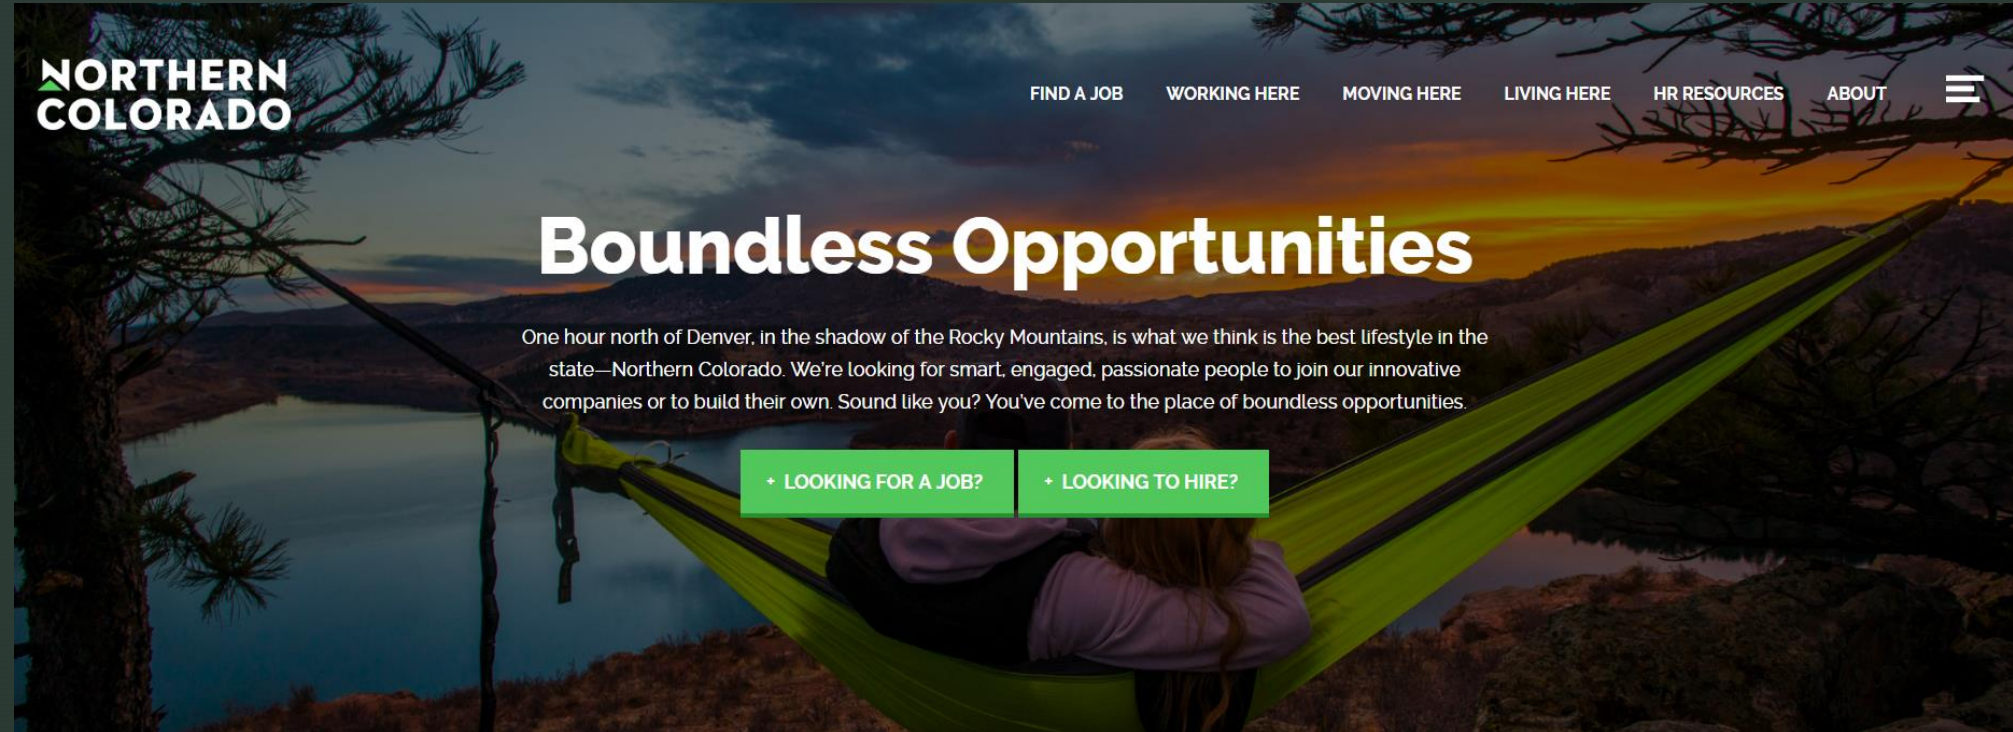 NORTHERN
COLORADO
FIND A JOB WORKING HERE MOVING HERE LIVING HERE HR RESOURCES ABOUT
Boundless Opportunities
One hour north of Denver, in the shadow of the Rocky Mountains, is what we think is the best lifestyle in the
state—Northern Colorado. We're looking for smart, engaged, passionate people to join our innovative
companies or to build their own. Sound like you? You've come to the place of boundless opportunities.
+ LOOKING FOR A JOB? + LOOKING TO HIRE?